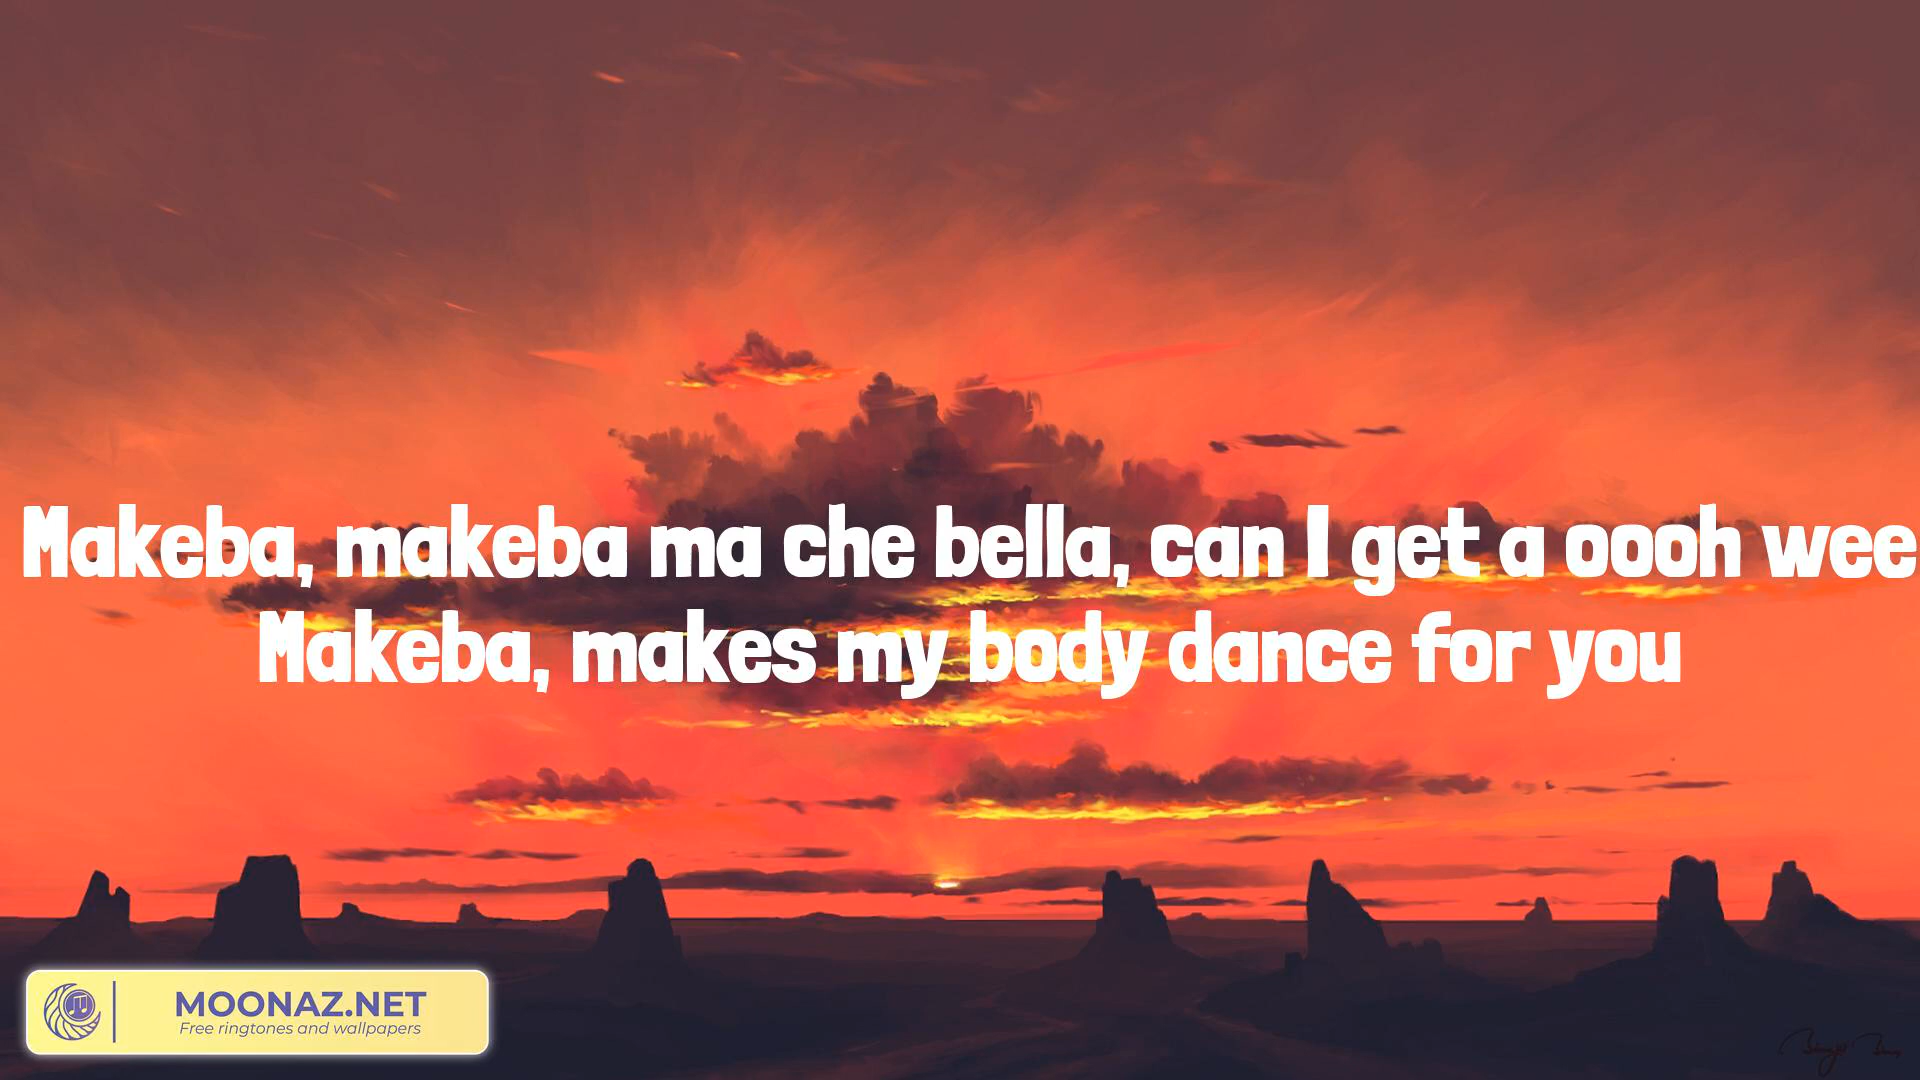 Makeba, makeba ma che bella, can I get a oooh wee
Makeba, makes my body dance for you
MOONAZ.NET
Free ringtones and wallpapers